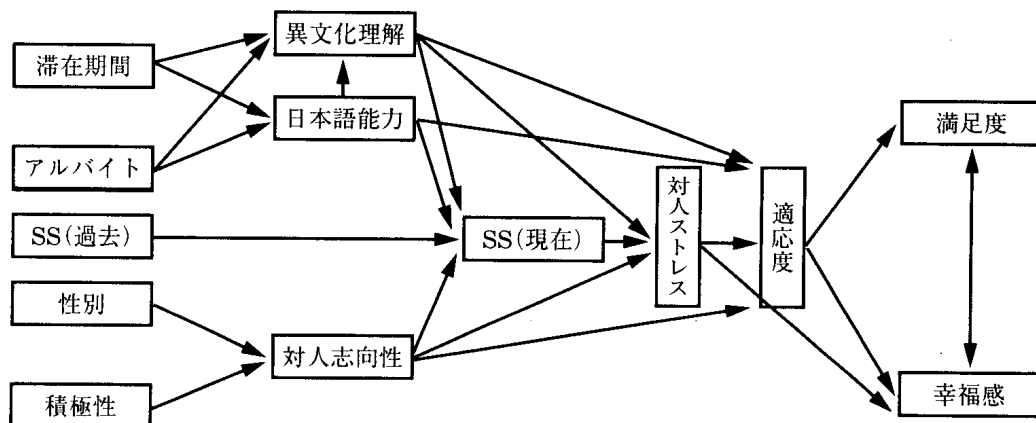 異文化理解
滞在期間
日本語能力
満足度
アルバイト
対人ストレス
適応度
SS(過去)
SS(現在)
性別
対人志向性
幸福感
積極性